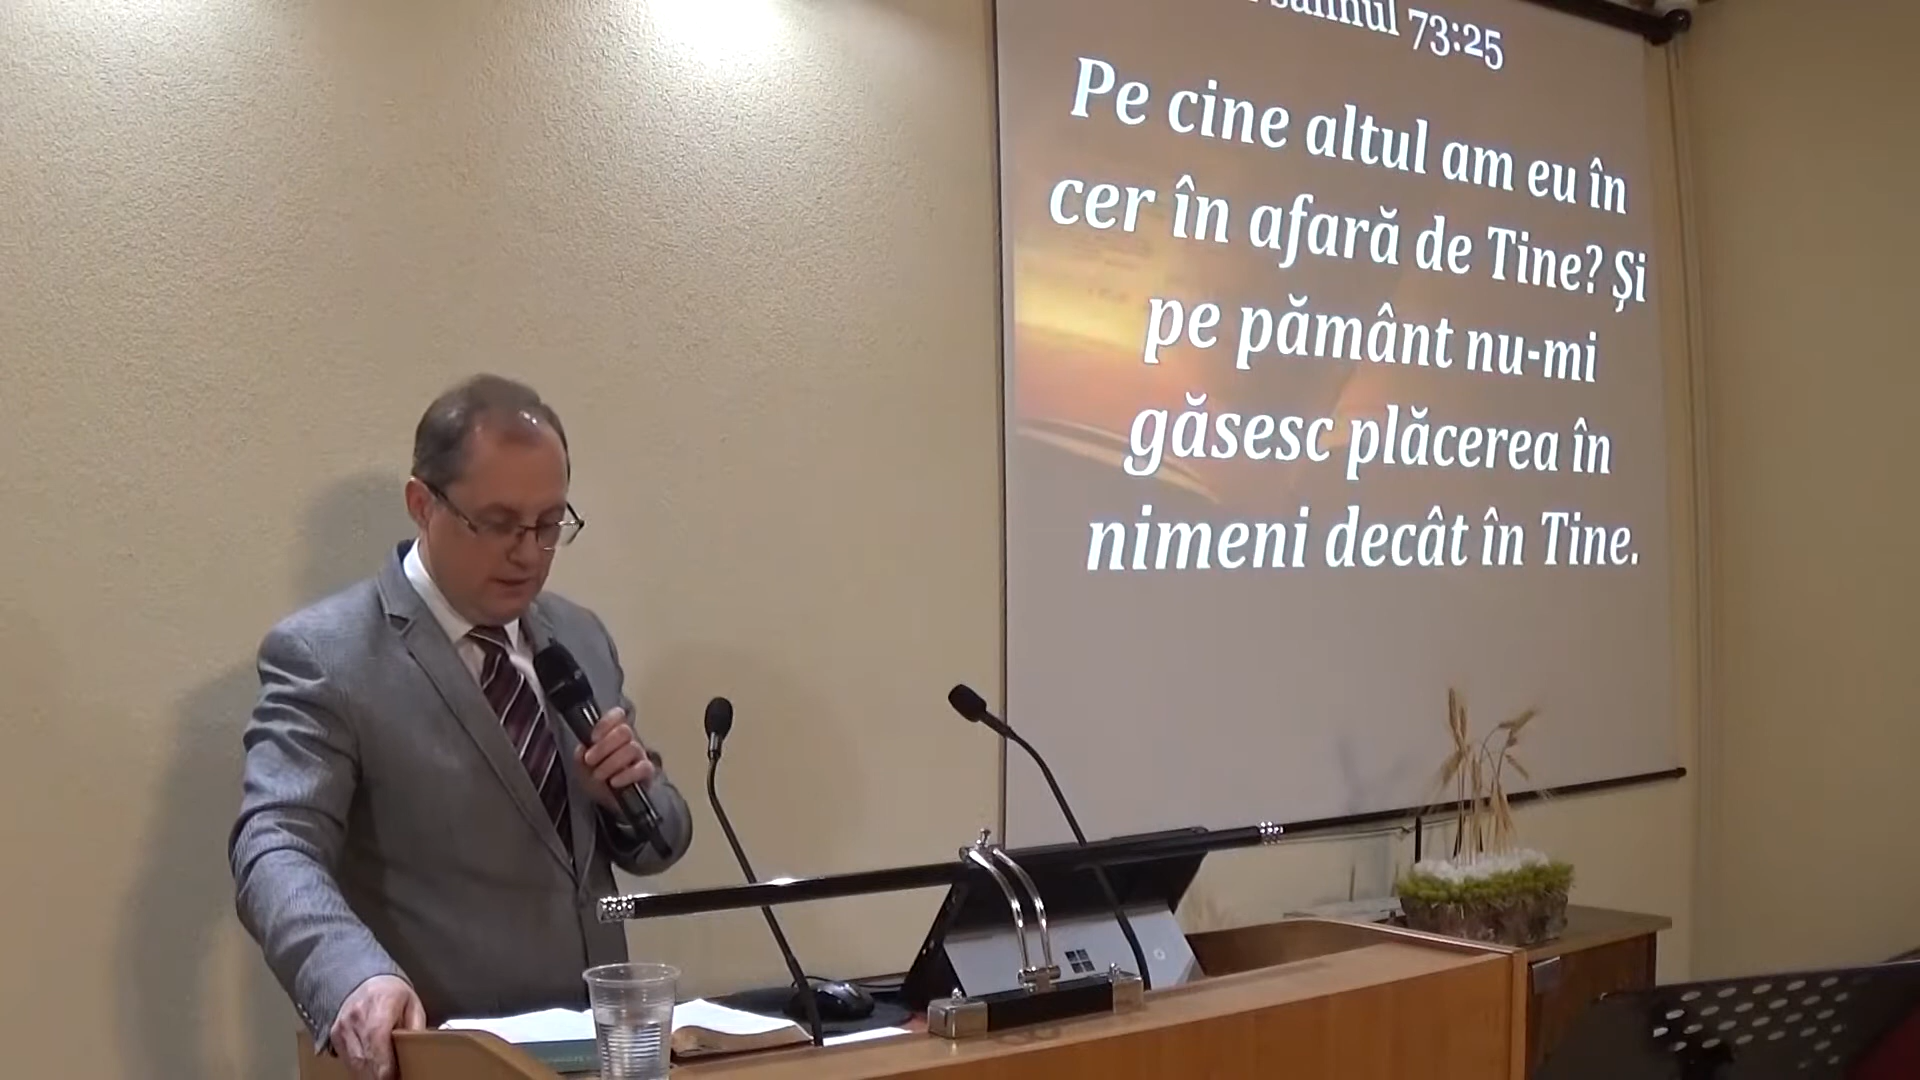 Psalmul 73:25
Pe cine altul am eu în
cer în afară de Tine? Și
pe pământ nu-mi
găsesc plăcerea în
nimeni decât în Tine.